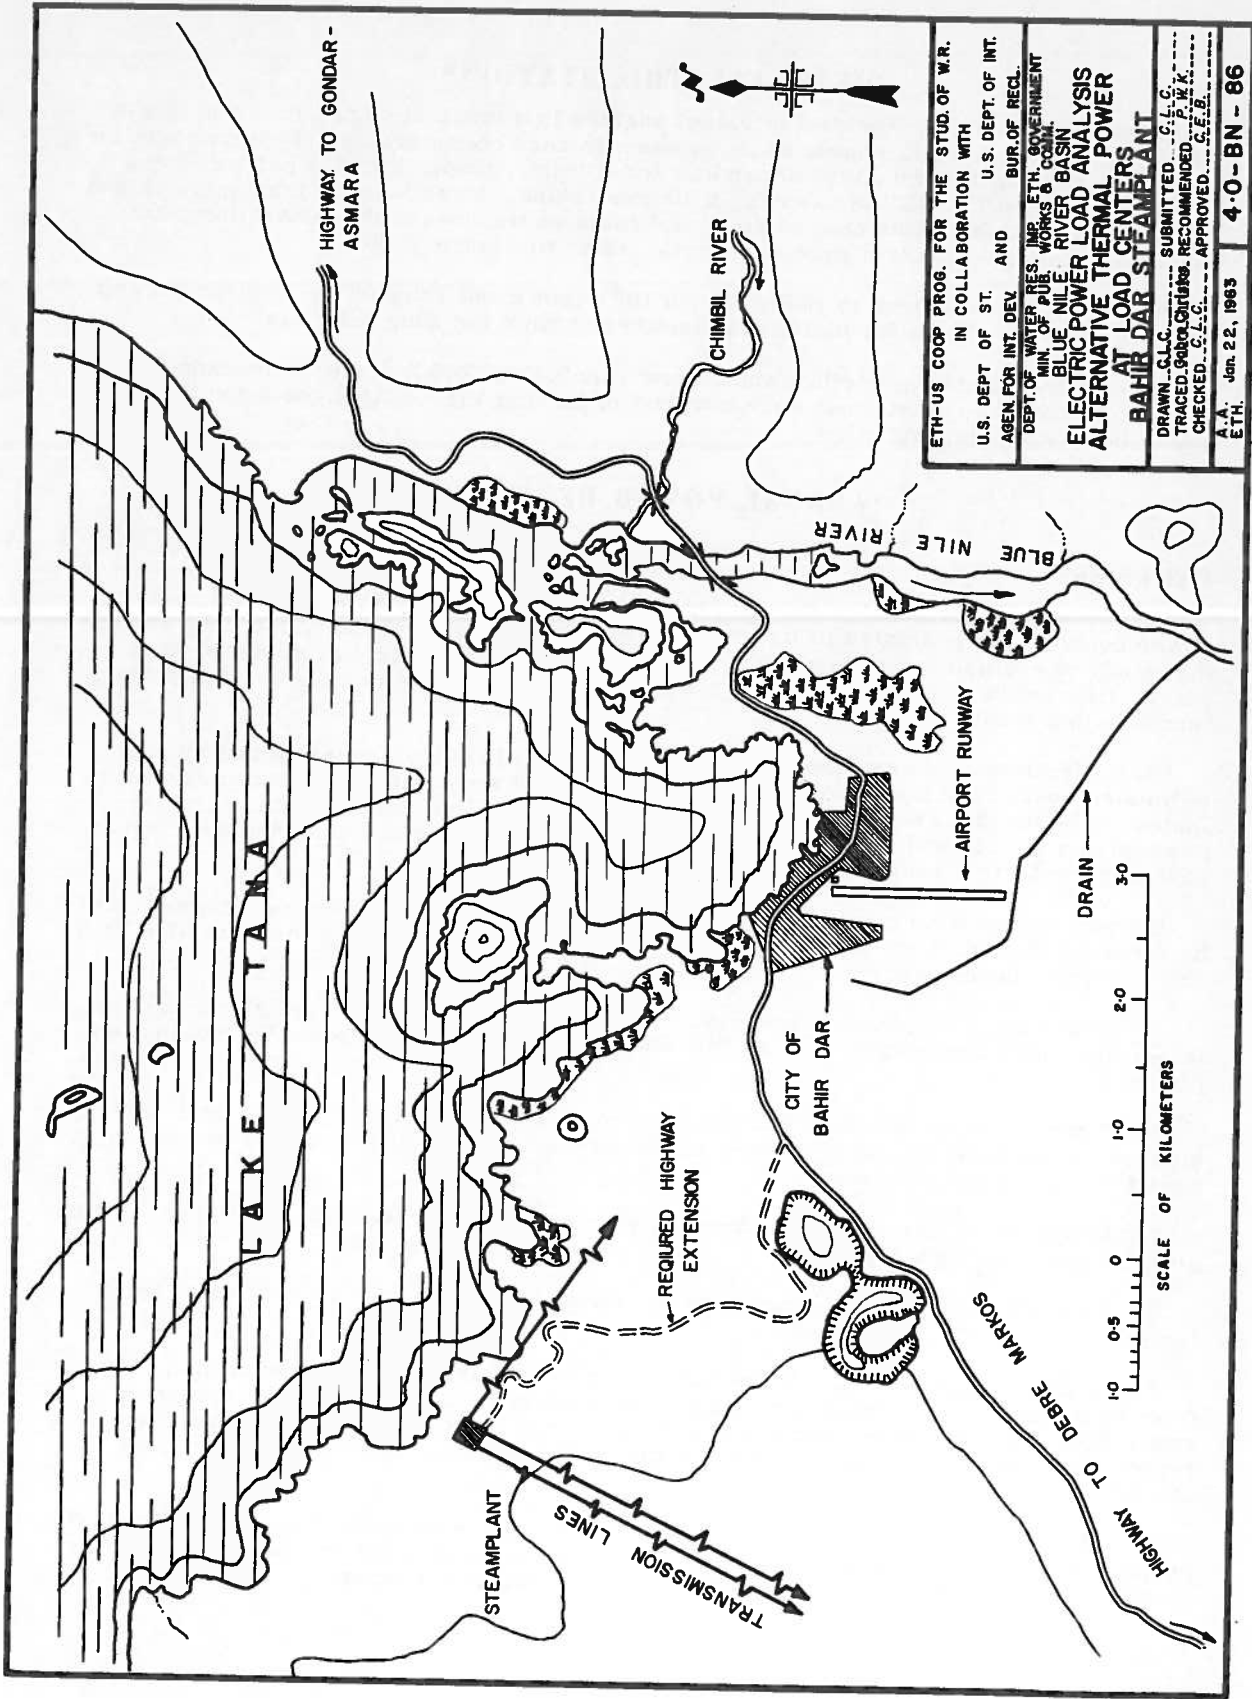 HIGHWAY TO GONDAR-
ASMARA
N
CHIMBIL RIVER
LAKE TANA
BLUE NILE RIVER
AIRPORT RUNWAY
DRAIN
CITY OF
BAHIR DAR
REQIURED HIGHWAY
EXTENSION
STEAMPLANT
TRANSMISSION LINES
HIGHWAY TO DEBRE MARKOS
1·0 0·5 0 1·0 2·0 3·0
SCALE OF KILOMETERS
ETH-US COOP PROG. FOR THE STUD. OF W.R.
IN COLLABORATION WITH
U.S. DEPT OF ST. AND U.S. DEPT. OF INT.
AGEN. FOR INT. DEV. BUR. OF RECL.
DEPT. OF WATER RES. IMP. ETH. GOVERNMENT
MIN. OF PUB. WORKS & COMM.
BLUE NILE RIVER BASIN
ELECTRIC POWER LOAD ANALYSIS
ALTERNATIVE THERMAL POWER
AT LOAD CENTERS
BAHIR DAR STEAMPLANT
DRAWN C.L.C. SUBMITTED C.L.C.
TRACED RECOMMENDED P.W.K.
CHECKED C.L.C. APPROVED C.E.B.
A.A. ETH. Jan. 22, 1963 4·0-BN-86